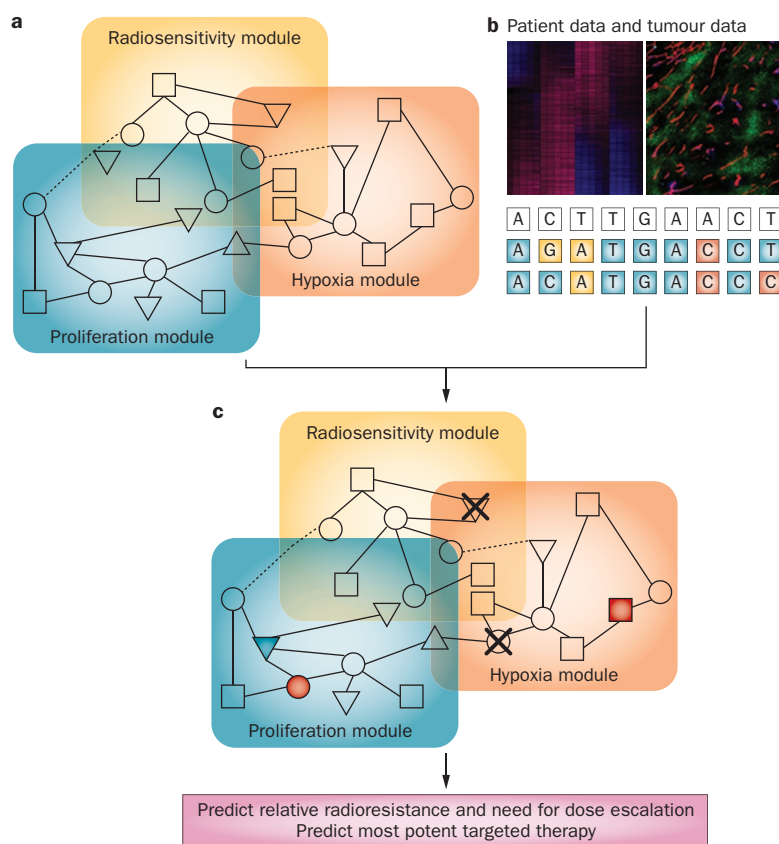 a
Radiosensitivity module
Hypoxia module
Proliferation module
b Patient data and tumour data
A C T T G A A C T
A G A T G A C C T
A C A T G A C C C
c
Radiosensitivity module
Hypoxia module
Proliferation module
Predict relative radioresistance and need for dose escalation
Predict most potent targeted therapy